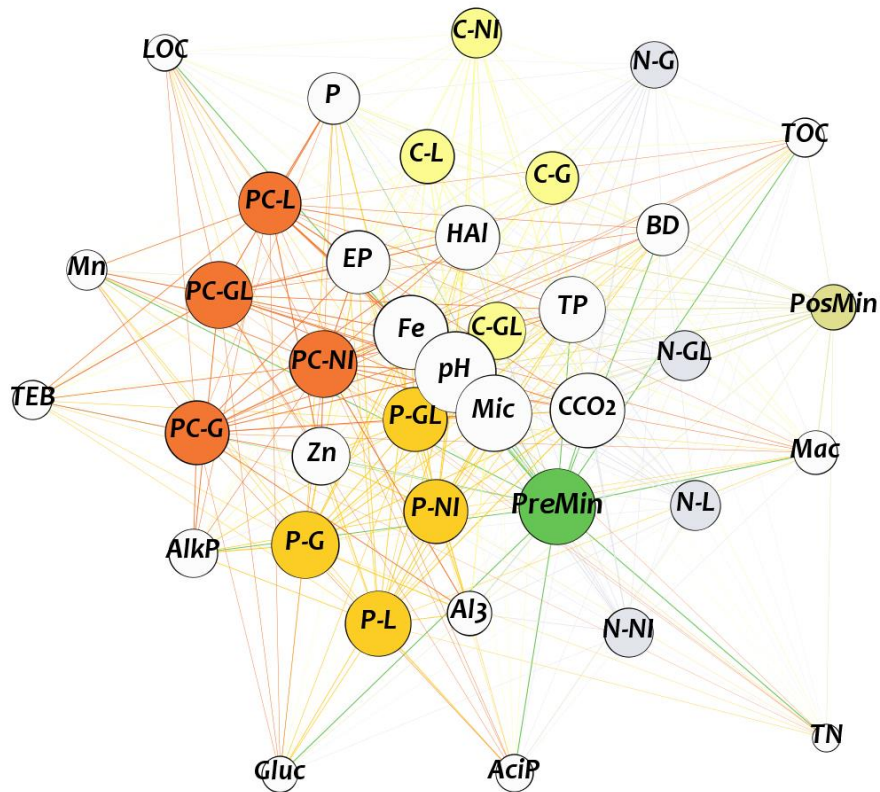 C-NI
LOC
N-G
P
TOC
C-L
C-G
PC-L
HAl
BD
EP
Mn
PC-GL
PosMin
TP
Fe
C-GL
N-GL
PC-NI
pH
TEB
Mic
CCO2
P-GL
PC-G
Zn
Mac
PreMin
N-L
P-NI
P-G
AlkP
Al3
P-L
N-NI
TN
Gluc
AciP